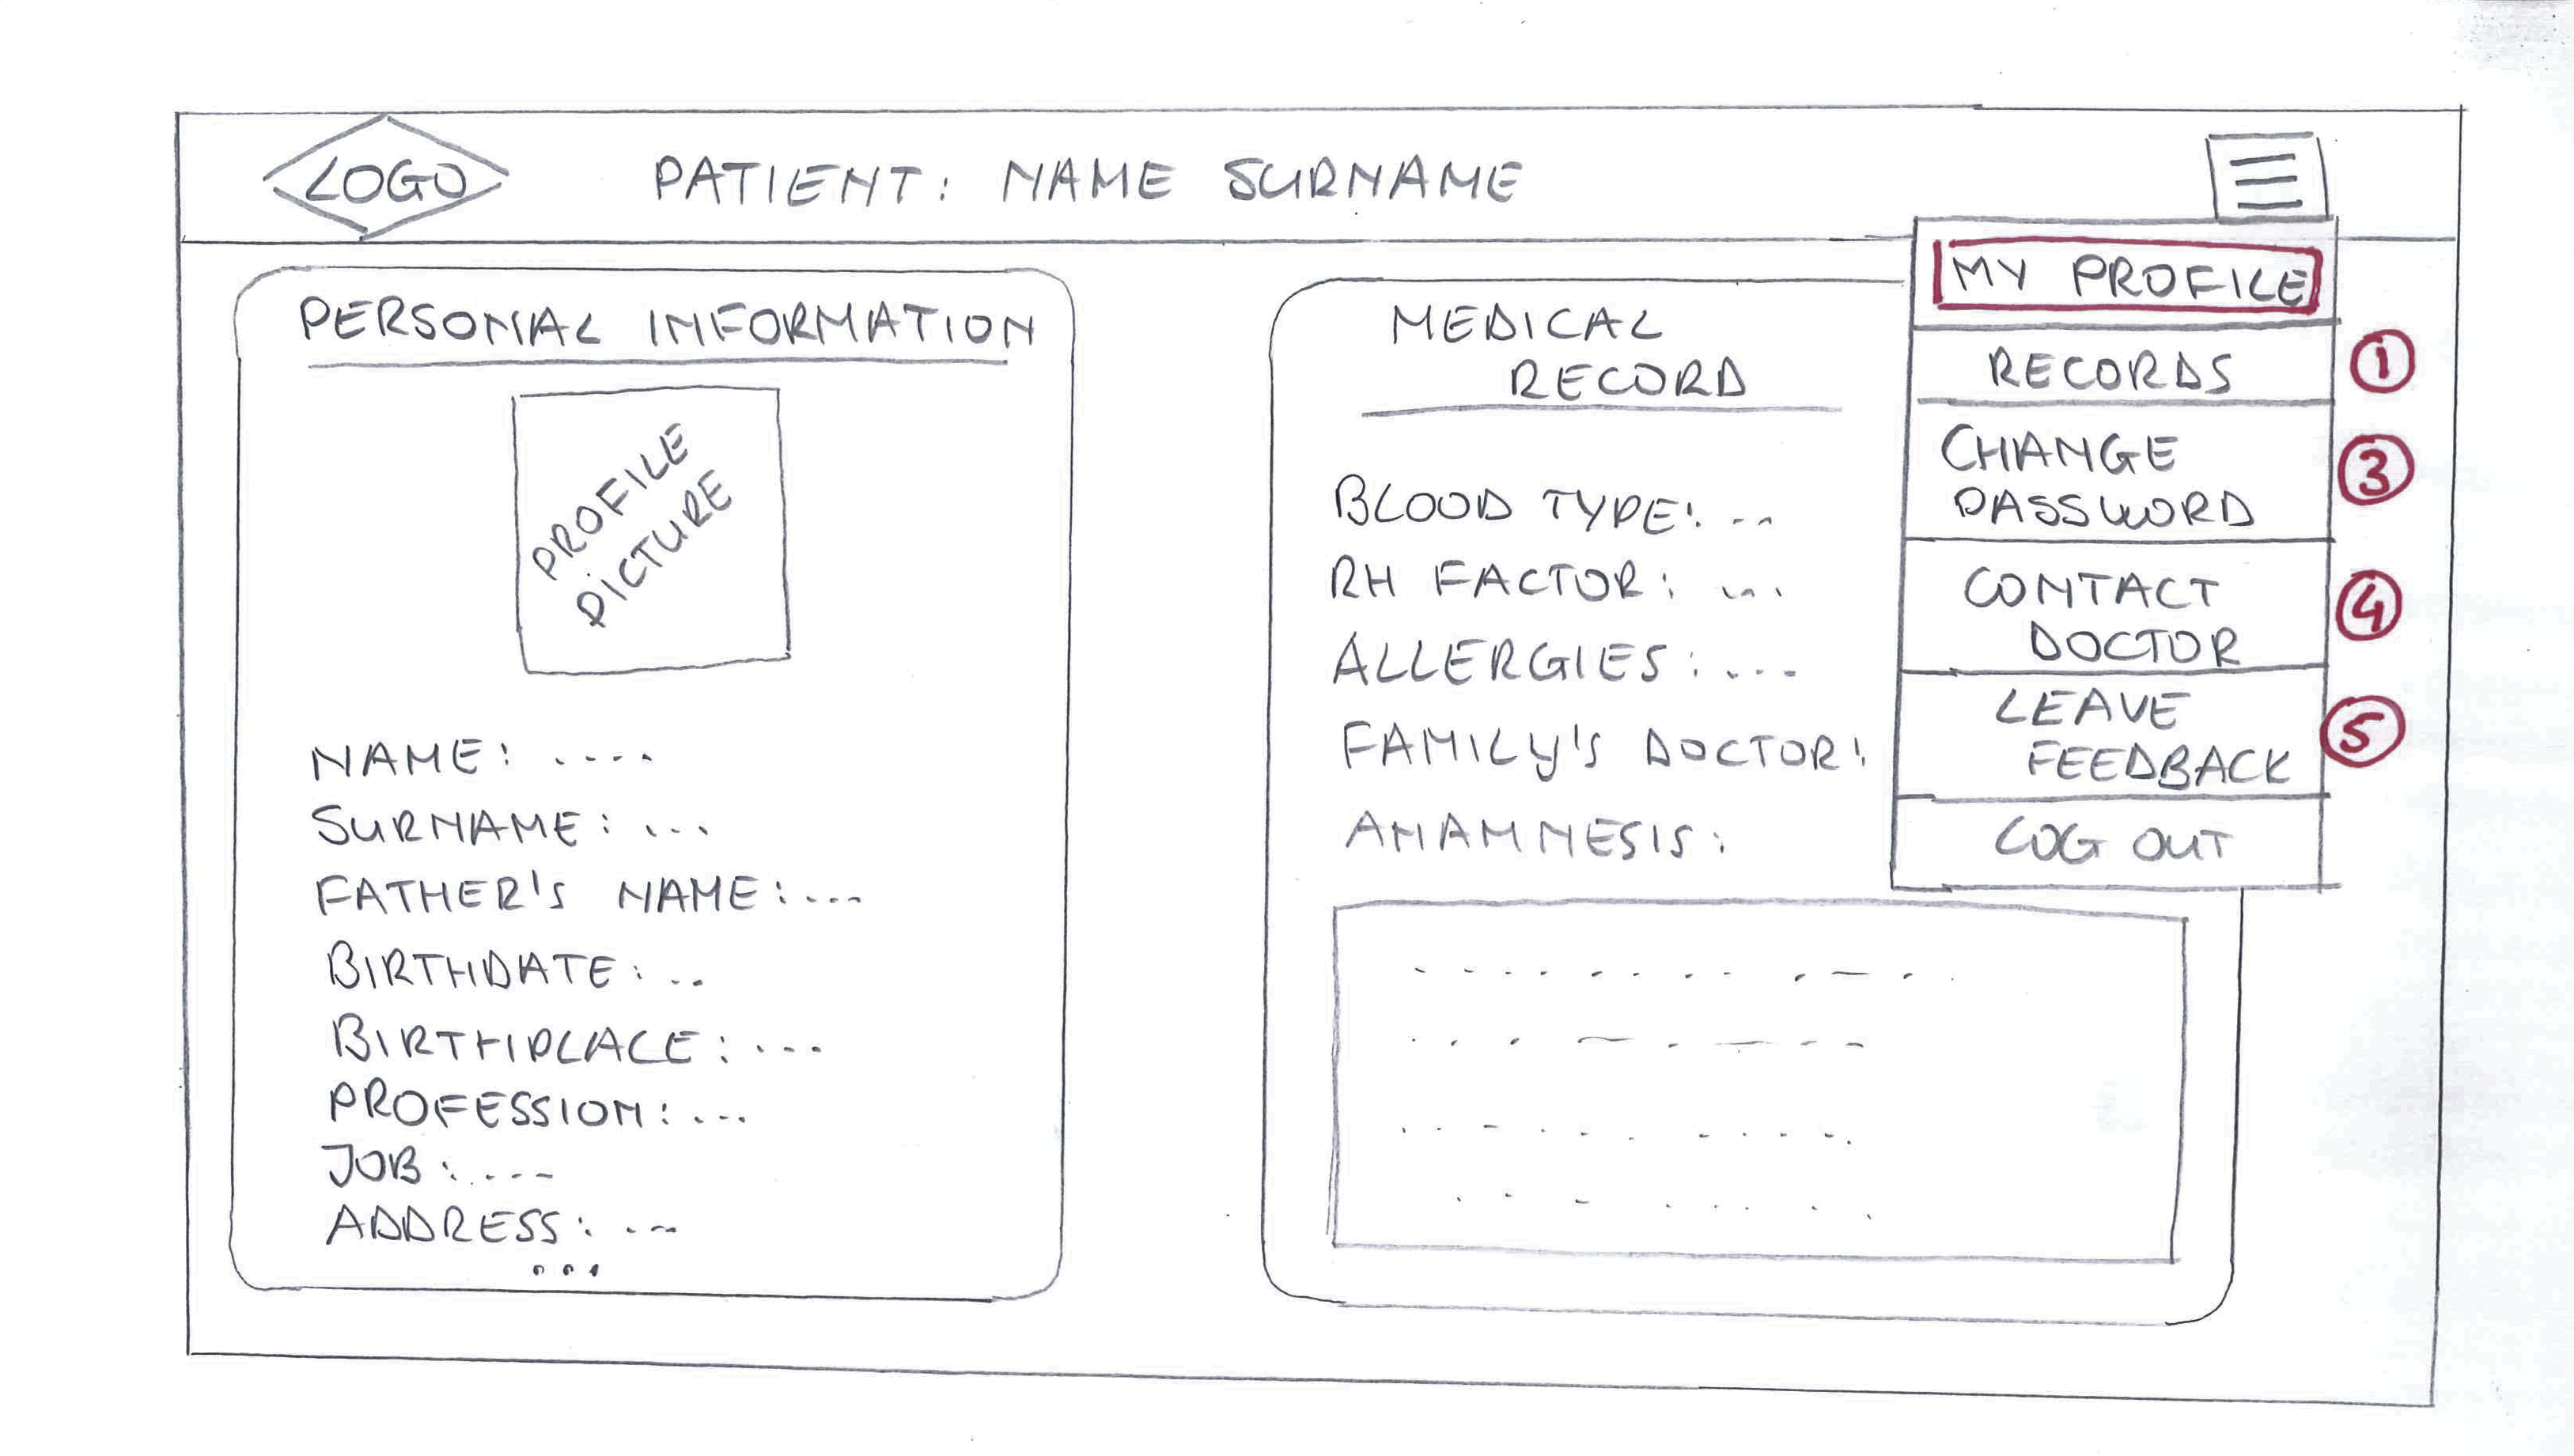 LOGO
PATIENT: NAME SURNAME
PERSONAL INFORMATION
PROFILE
PICTURE
NAME: ....
SURNAME: ...
FATHER'S NAME: ...
BIRTHDATE: ..
BIRTHPLACE: ...
PROFESSION: ...
JOB: ....
ADDRESS: ...
...
MEDICAL
RECORD
BLOOD TYPE: ..
RH FACTOR: ...
ALLERGIES: ....
FAMILY'S DOCTOR:
ANAMNESIS:
MY PROFILE
RECORDS
1
CHANGE
PASSWORD
3
CONTACT
DOCTOR
4
LEAVE
FEEDBACK
5
LOG OUT